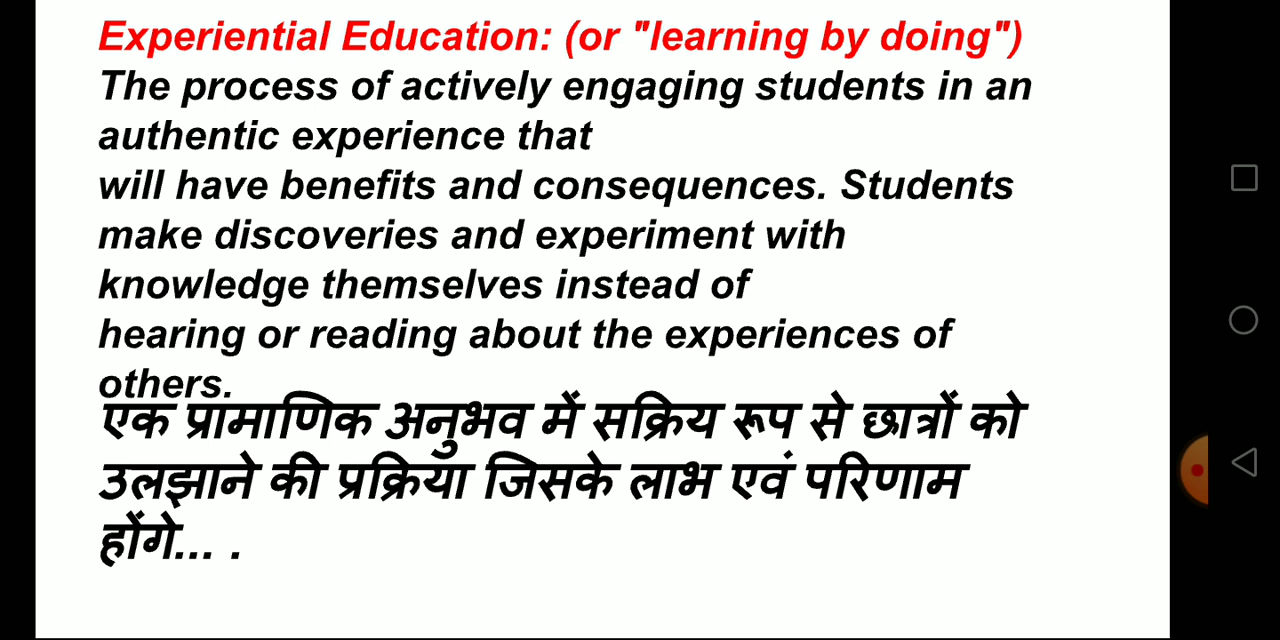 Experiential Education: (or "learning by doing")
The process of actively engaging students in an
authentic experience that
will have benefits and consequences. Students
make discoveries and experiment with
knowledge themselves instead of
hearing or reading about the experiences of
others.
एक प्रामाणिक अनुभव में सक्रिय रूप से छात्रों को
उलझाने की प्रक्रिया जिसके लाभ एवं परिणाम
होंगे... .